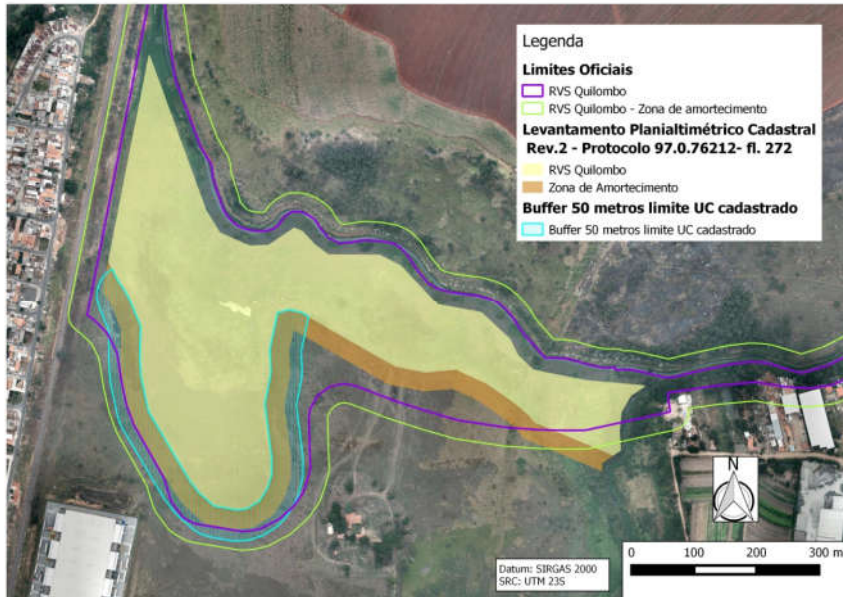 Legenda
Limites Oficiais
RVS Quilombo
RVS Quilombo - Zona de amortecimento
Levantamento Planialtimétrico Cadastral
Rev.2 - Protocolo 97.0.76212- fl. 272
RVS Quilombo
Zona de Amortecimento
Buffer 50 metros limite UC cadastrado
Buffer 50 metros limite UC cadastrado
N
Datum: SIRGAS 2000
SRC: UTM 23S
0 100 200 300 m